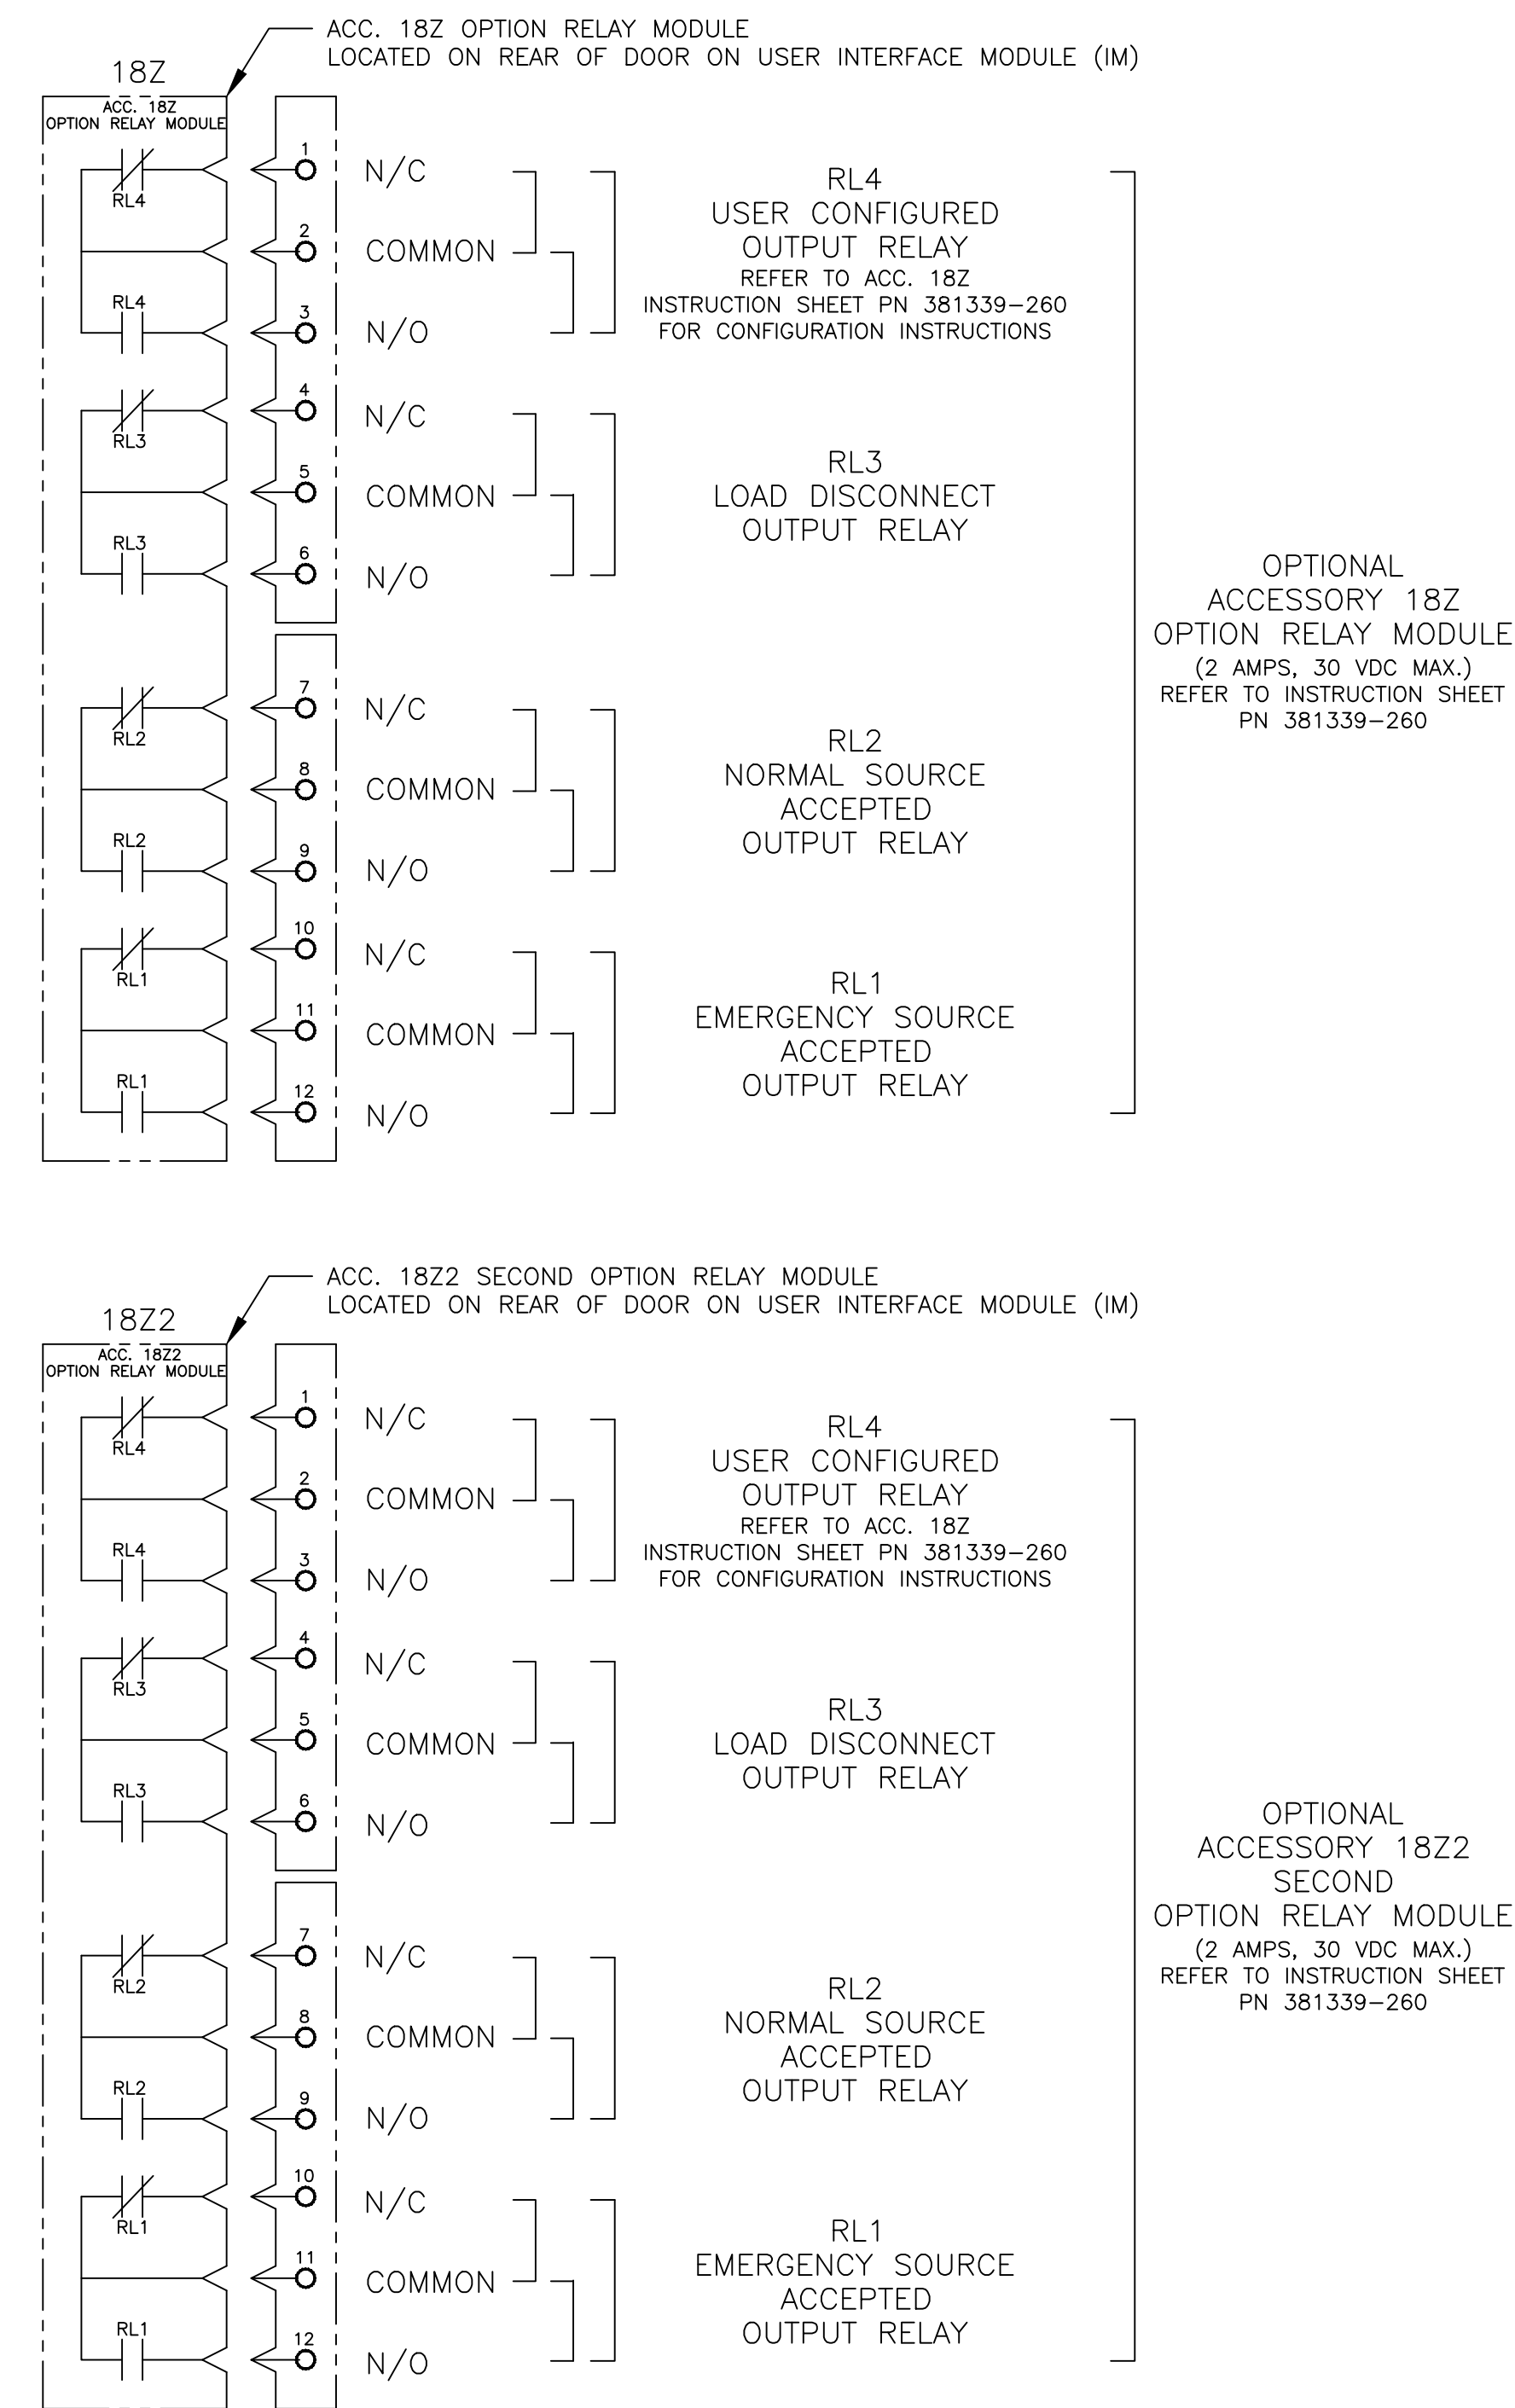 ACC. 18Z OPTION RELAY MODULE
LOCATED ON REAR OF DOOR ON USER INTERFACE MODULE (IM)
18Z
ACC. 18Z
OPTION RELAY MODULE
RL4
1
N/C
2
COMMON
RL4
3
N/O
RL4
USER CONFIGURED
OUTPUT RELAY
REFER TO ACC. 18Z
INSTRUCTION SHEET PN 381339-260
FOR CONFIGURATION INSTRUCTIONS
RL3
4
N/C
5
COMMON
RL3
6
N/O
RL3
LOAD DISCONNECT
OUTPUT RELAY
RL2
7
N/C
8
COMMON
RL2
9
N/O
RL2
NORMAL SOURCE
ACCEPTED
OUTPUT RELAY
RL1
10
N/C
11
COMMON
RL1
12
N/O
RL1
EMERGENCY SOURCE
ACCEPTED
OUTPUT RELAY
OPTIONAL
ACCESSORY 18Z
OPTION RELAY MODULE
(2 AMPS, 30 VDC MAX.)
REFER TO INSTRUCTION SHEET
PN 381339-260
ACC. 18Z2 SECOND OPTION RELAY MODULE
LOCATED ON REAR OF DOOR ON USER INTERFACE MODULE (IM)
18Z2
ACC. 18Z2
OPTION RELAY MODULE
RL4
1
N/C
2
COMMON
RL4
3
N/O
RL4
USER CONFIGURED
OUTPUT RELAY
REFER TO ACC. 18Z
INSTRUCTION SHEET PN 381339-260
FOR CONFIGURATION INSTRUCTIONS
RL3
4
N/C
5
COMMON
RL3
6
N/O
RL3
LOAD DISCONNECT
OUTPUT RELAY
RL2
7
N/C
8
COMMON
RL2
9
N/O
RL2
NORMAL SOURCE
ACCEPTED
OUTPUT RELAY
RL1
10
N/C
11
COMMON
RL1
12
N/O
RL1
EMERGENCY SOURCE
ACCEPTED
OUTPUT RELAY
OPTIONAL
ACCESSORY 18Z2
SECOND
OPTION RELAY MODULE
(2 AMPS, 30 VDC MAX.)
REFER TO INSTRUCTION SHEET
PN 381339-260